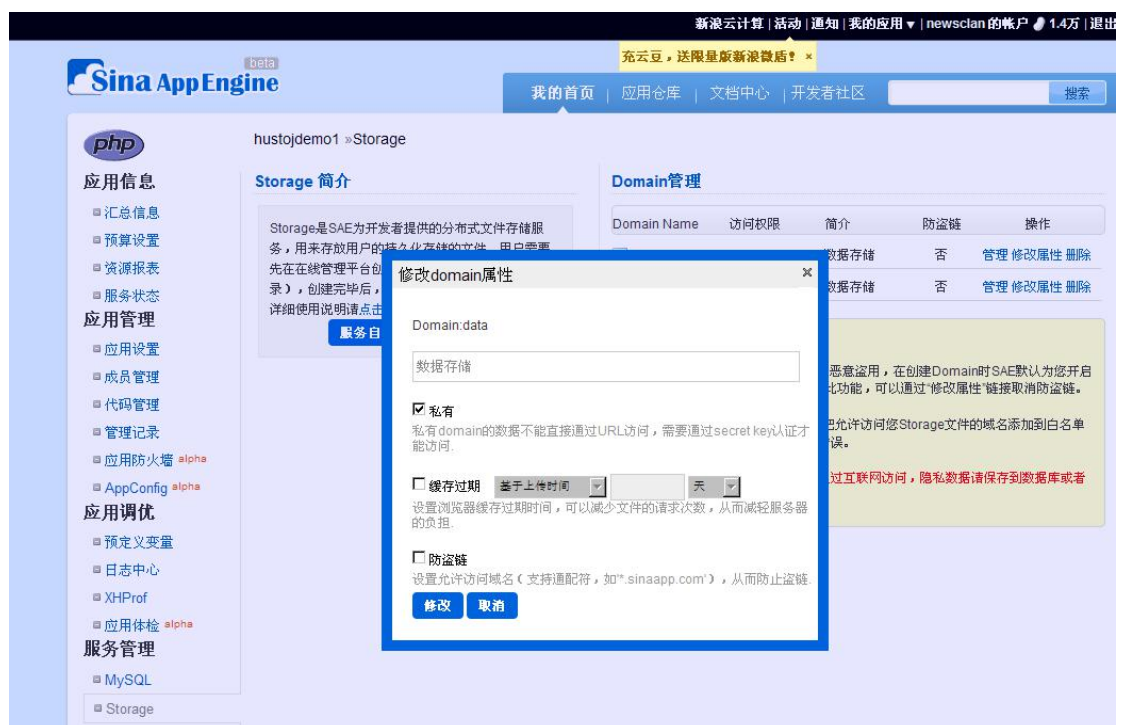 新浪云计算 | 活动 | 通知 | 我的应用 ▼ | newsclan的帐户 1.4万 | 退出
充云豆，送限量版新浪微盾！ ×
beta
Sina App Engine
我的首页 | 应用仓库 | 文档中心 | 开发者社区 搜索
php
hustojdemo1 »Storage
应用信息
汇总信息
预算设置
资源报表
服务状态
应用管理
应用设置
成员管理
代码管理
管理记录
应用防火墙 alpha
AppConfig alpha
应用调优
预定义变量
日志中心
XHProf
应用体检 alpha
服务管理
MySQL
Storage
Storage 简介
Storage是SAE为开发者提供的分布式文件存储服
务，用来存放用户的持久化存储的文件。用户需要
先在在线管理平台创
录），创建完毕后，
详细使用说明请点击
服务自
Domain管理
Domain Name 访问权限 简介 防盗链 操作
数据存储 否 管理 修改属性 删除
数据存储 否 管理 修改属性 删除
恶意盗用，在创建Domain时SAE默认为您开启
此功能，可以通过“修改属性”链接取消防盗链。
把允许访问您Storage文件的域名添加到白名单
误。
过互联网访问，隐私数据请保存到数据库或者
修改domain属性 ×
Domain:data
数据存储
私有
私有domain的数据不能直接通过URL访问，需要通过secret key认证才
能访问.
缓存过期 基于上传时间 天
设置浏览器缓存过期时间，可以减少文件的请求次数，从而减轻服务器
的负担.
防盗链
设置允许访问域名（支持通配符，如'*.sinaapp.com'），从而防止盗链.
修改 取消